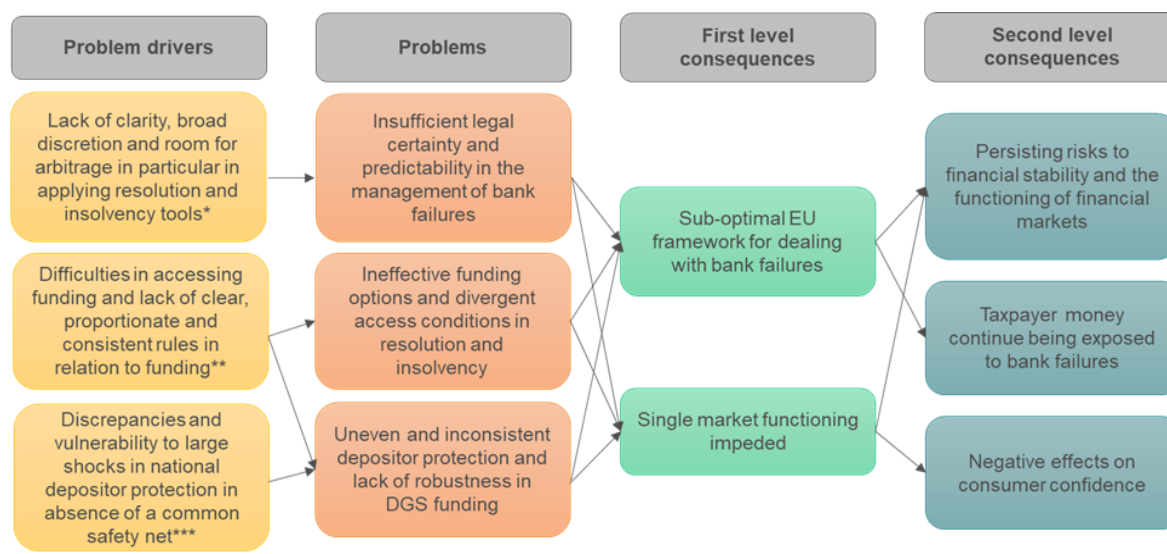 Problem drivers
Problems
First level
consequences
Second level
consequences
Lack of clarity, broad
discretion and room for
arbitrage in particular in
applying resolution and
insolvency tools*
Insufficient legal
certainty and
predictability in the
management of bank
failures
Sub-optimal EU
framework for dealing
with bank failures
Persisting risks to
financial stability and the
functioning of financial
markets
Difficulties in accessing
funding and lack of clear,
proportionate and
consistent rules in
relation to funding**
Ineffective funding
options and divergent
access conditions in
resolution and
insolvency
Taxpayer money
continue being exposed
to bank failures
Discrepancies and
vulnerability to large
shocks in national
depositor protection in
absence of a common
safety net***
Uneven and inconsistent
depositor protection and
lack of robustness in
DGS funding
Single market functioning
impeded
Negative effects on
consumer confidence